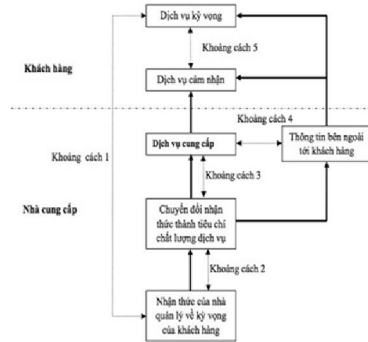 Dịch vụ kỳ vọng
Khoảng cách 5
Khách hàng
Dịch vụ cảm nhận
Khoảng cách 4
Dịch vụ cung cấp
Thông tin bên ngoài
tới khách hàng
Khoảng cách 1
Khoảng cách 3
Nhà cung cấp
Chuyển đổi nhận
thức thành tiêu chí
chất lượng dịch vụ
Khoảng cách 2
Nhận thức của nhà
quản lý về kỳ vọng
của khách hàng